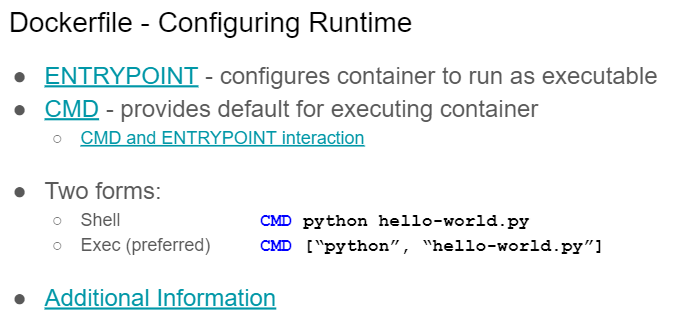 Dockerfile - Configuring Runtime
● ENTRYPOINT - configures container to run as executable
● CMD - provides default for executing container
○ CMD and ENTRYPOINT interaction
● Two forms:
○ Shell CMD python hello-world.py
○ Exec (preferred) CMD [“python”, “hello-world.py”]
● Additional Information